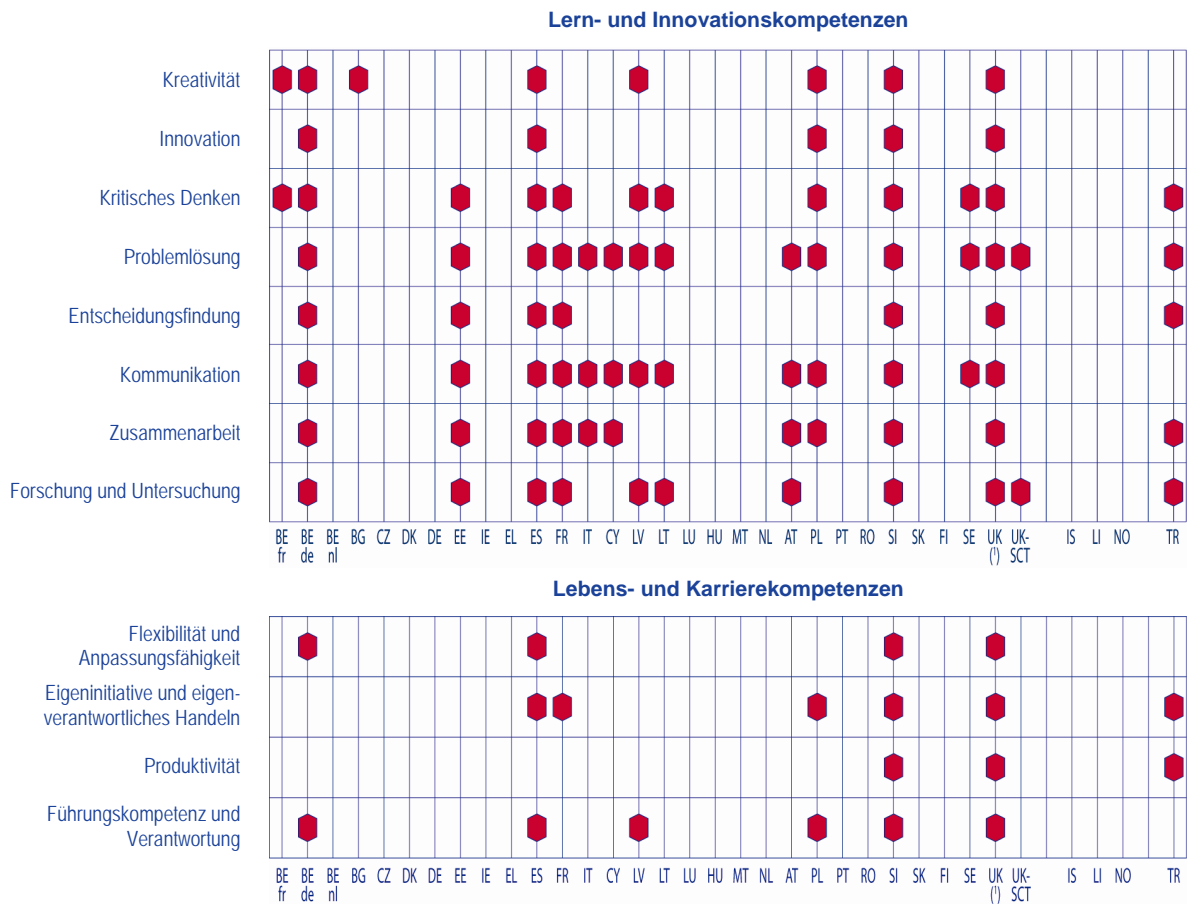 Lern- und Innovationskompetenzen
Kreativität
Innovation
Kritisches Denken
Problemlösung
Entscheidungsfindung
Kommunikation
Zusammenarbeit
Forschung und Untersuchung
BE BE BE BG CZ DK DE EE IE EL ES FR IT CY LV LT LU HU MT NL AT PL PT RO SI SK FI SE UK UK- IS LI NO TR
fr de nl (¹) SCT
Lebens- und Karrierekompetenzen
Flexibilität und
Anpassungsfähigkeit
Eigeninitiative und eigen-
verantwortliches Handeln
Produktivität
Führungskompetenz und
Verantwortung
BE BE BE BG CZ DK DE EE IE EL ES FR IT CY LV LT LU HU MT NL AT PL PT RO SI SK FI SE UK UK- IS LI NO TR
fr de nl (¹) SCT